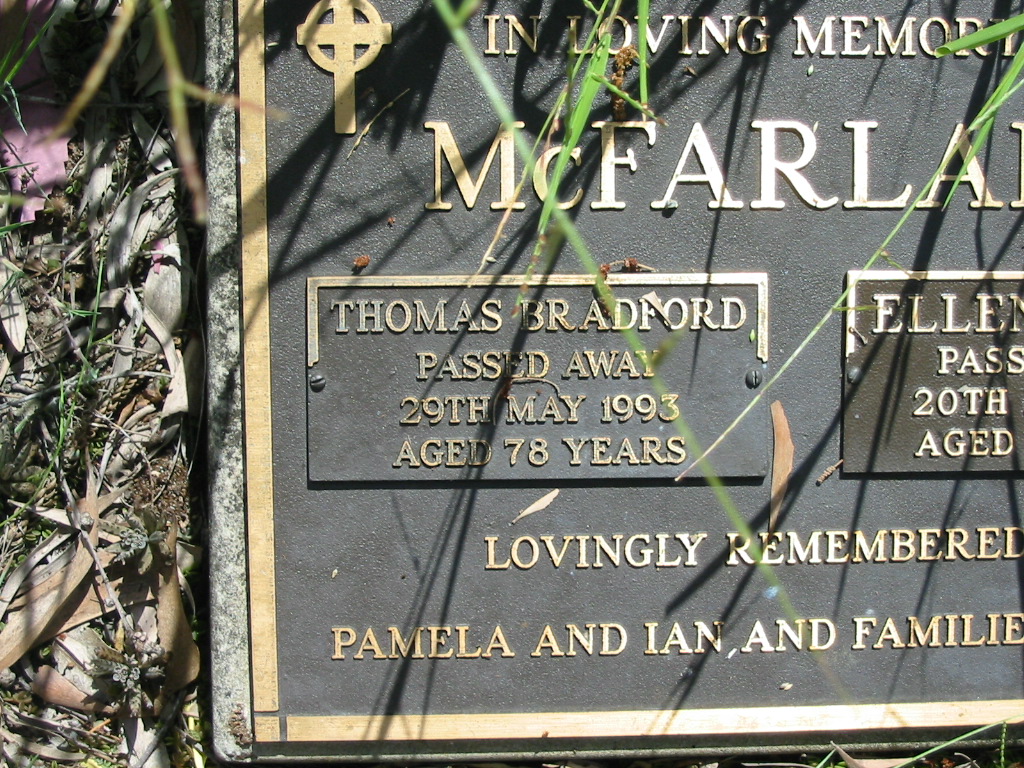 IN LOVING MEMORY
McFARLA
THOMAS BRADFORD
PASSED AWAY
29TH MAY 1993
AGED 78 YEARS
ELLEN
PASS
20TH
AGED
LOVINGLY REMEMBERED
PAMELA AND IAN, AND FAMILIE